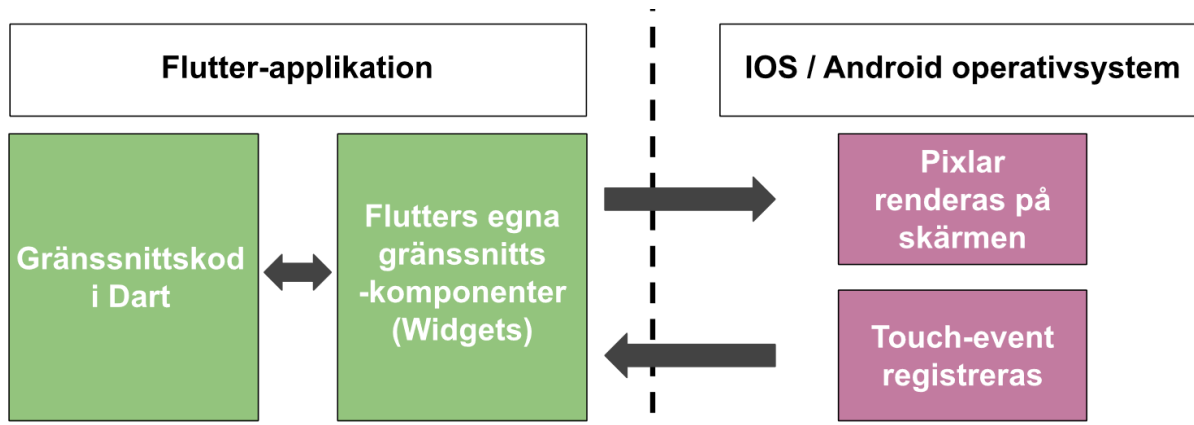 Flutter-applikation
IOS / Android operativsystem
Gränssnittskod
i Dart
Flutters egna
gränssnitts
-komponenter
(Widgets)
Pixlar
renderas på
skärmen
Touch-event
registreras